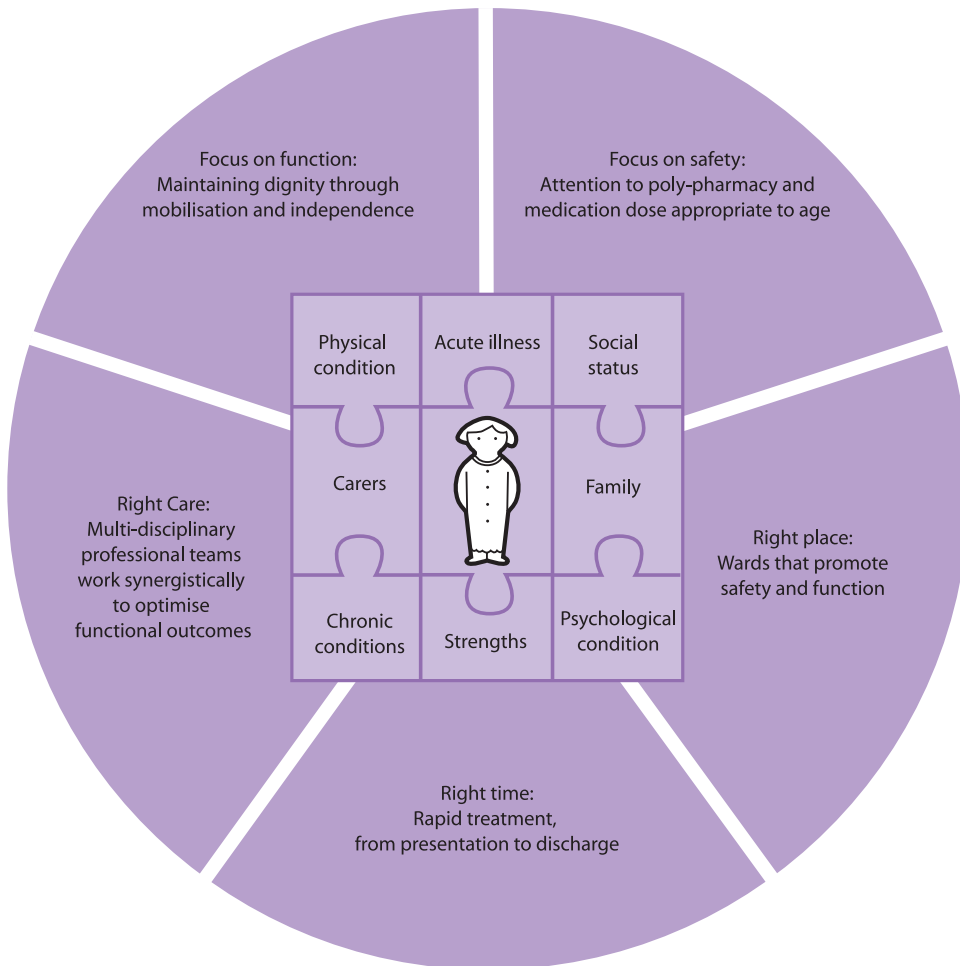 Focus on function:
Maintaining dignity through
mobilisation and independence
Focus on safety:
Attention to poly-pharmacy and
medication dose appropriate to age
Physical
condition
Acute illness
Social
status
Carers
Family
Chronic
conditions
Strengths
Psychological
condition
Right Care:
Multi-disciplinary
professional teams
work synergistically
to optimise
functional outcomes
Right place:
Wards that promote
safety and function
Right time:
Rapid treatment,
from presentation to discharge